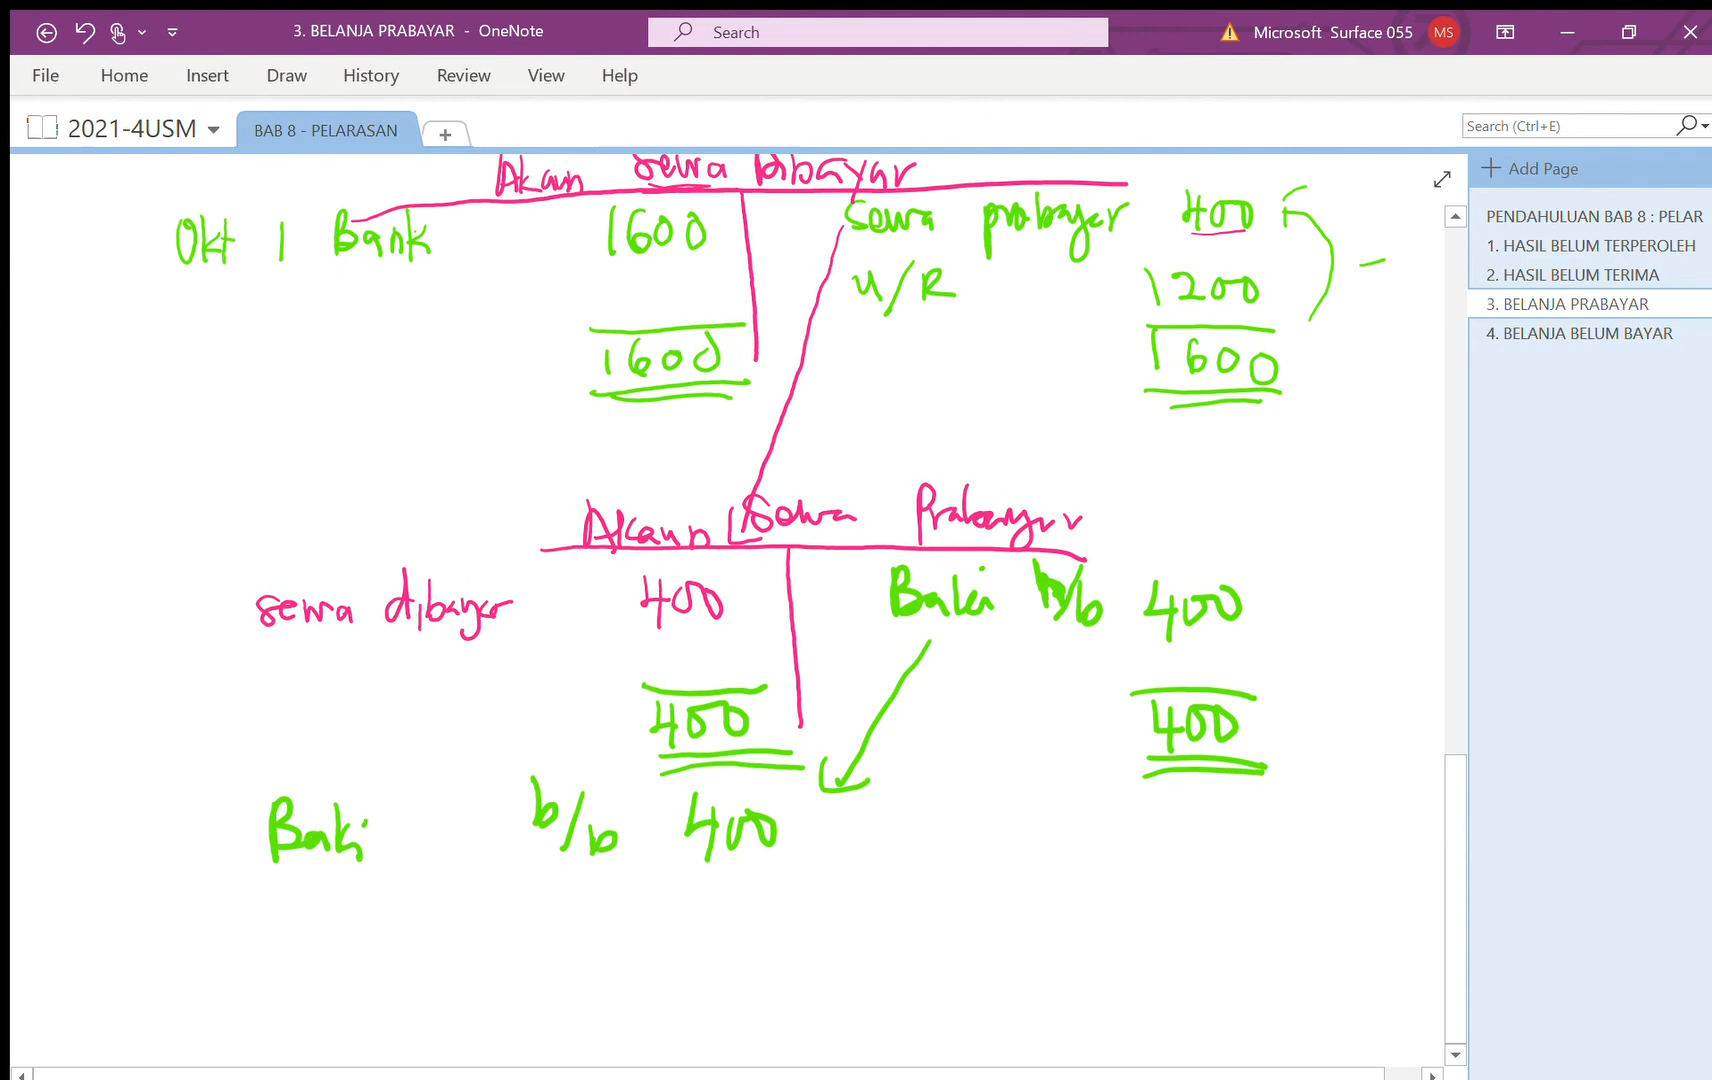 3. BELANJA PRABAYAR - OneNote
Search
Microsoft Surface 055
MS
File Home Insert Draw History Review View Help
2021-4USM
BAB 8 - PELARASAN
Search (Ctrl+E)
Add Page
PENDAHULUAN BAB 8 : PELAR
1. HASIL BELUM TERPEROLEH
2. HASIL BELUM TERIMA
3. BELANJA PRABAYAR
4. BELANJA BELUM BAYAR
Akaun Sewa Dibayar
Okt 1 Bank 1600 Sewa prabayar 400
U/R 1200
1600 1600
Akaun Sewa Prabayar
sewa dibayar 400 Baki b/b 400
400 400
Baki b/b 400